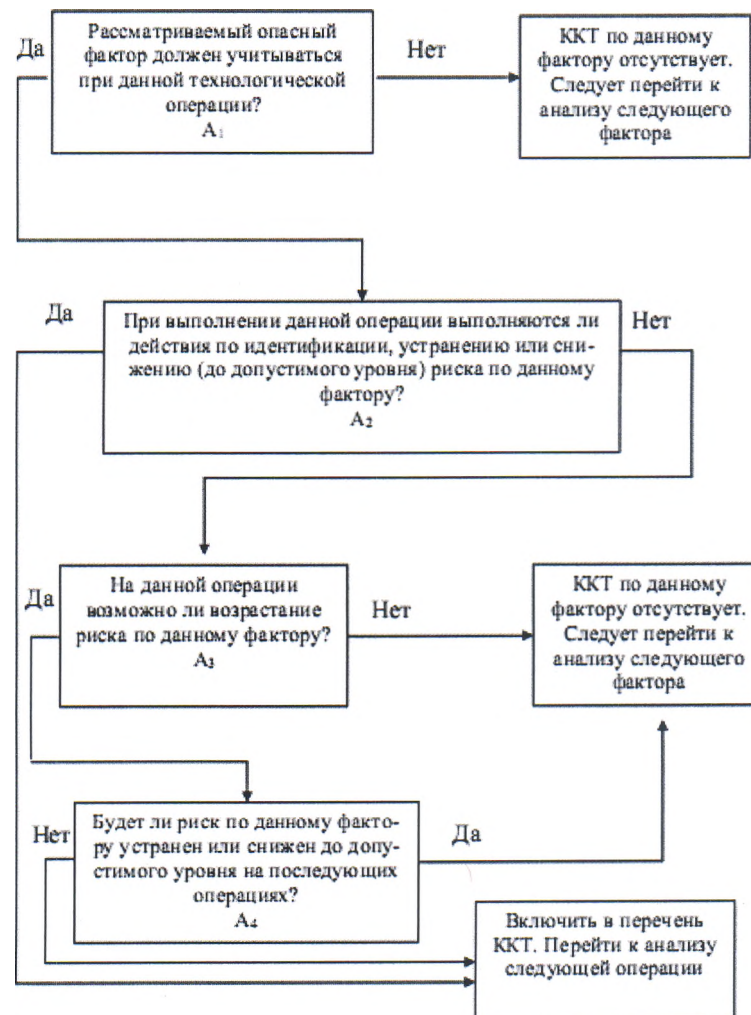 Да
Рассматриваемый опасный
фактор должен учитываться
при данной технологической
операции?
А₁
Нет
ККТ по данному
фактору отсутствует.
Следует перейти к
анализу следующего
фактора
Да
При выполнении данной операции выполняются ли
действия по идентификации, устранению или сни-
жению (до допустимого уровня) риска по данному
фактору?
А₂
Нет
Да
На данной операции
возможно ли возрастание
риска по данному фактору?
А₃
Нет
ККТ по данному
фактору отсутствует.
Следует перейти к
анализу следующего
фактора
Нет
Будет ли риск по данному факто-
ру устранен или снижен до допу-
стимого уровня на последующих
операциях?
А₄
Да
Включить в перечень
ККТ. Перейти к анализу
следующей операции